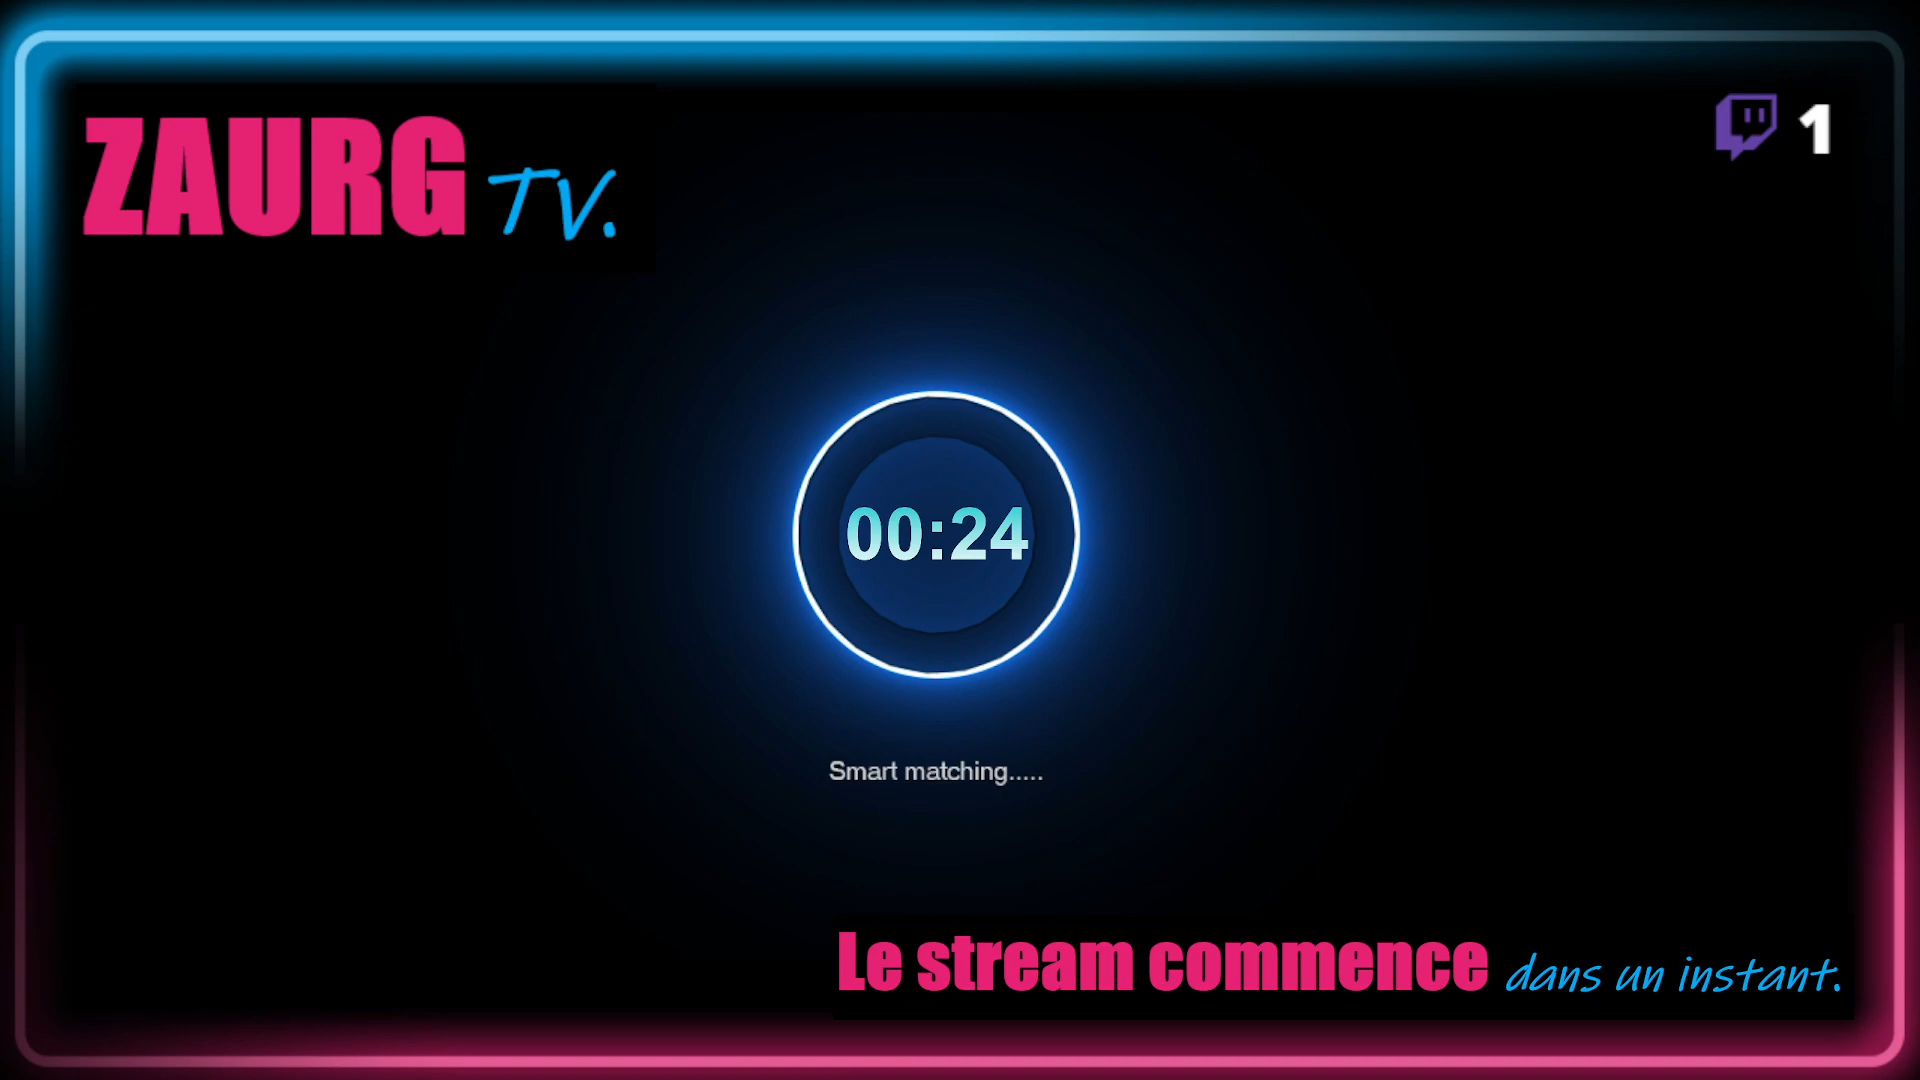 ZAURG TV.
1
00:24
Smart matching.....
Le stream commence dans un instant.